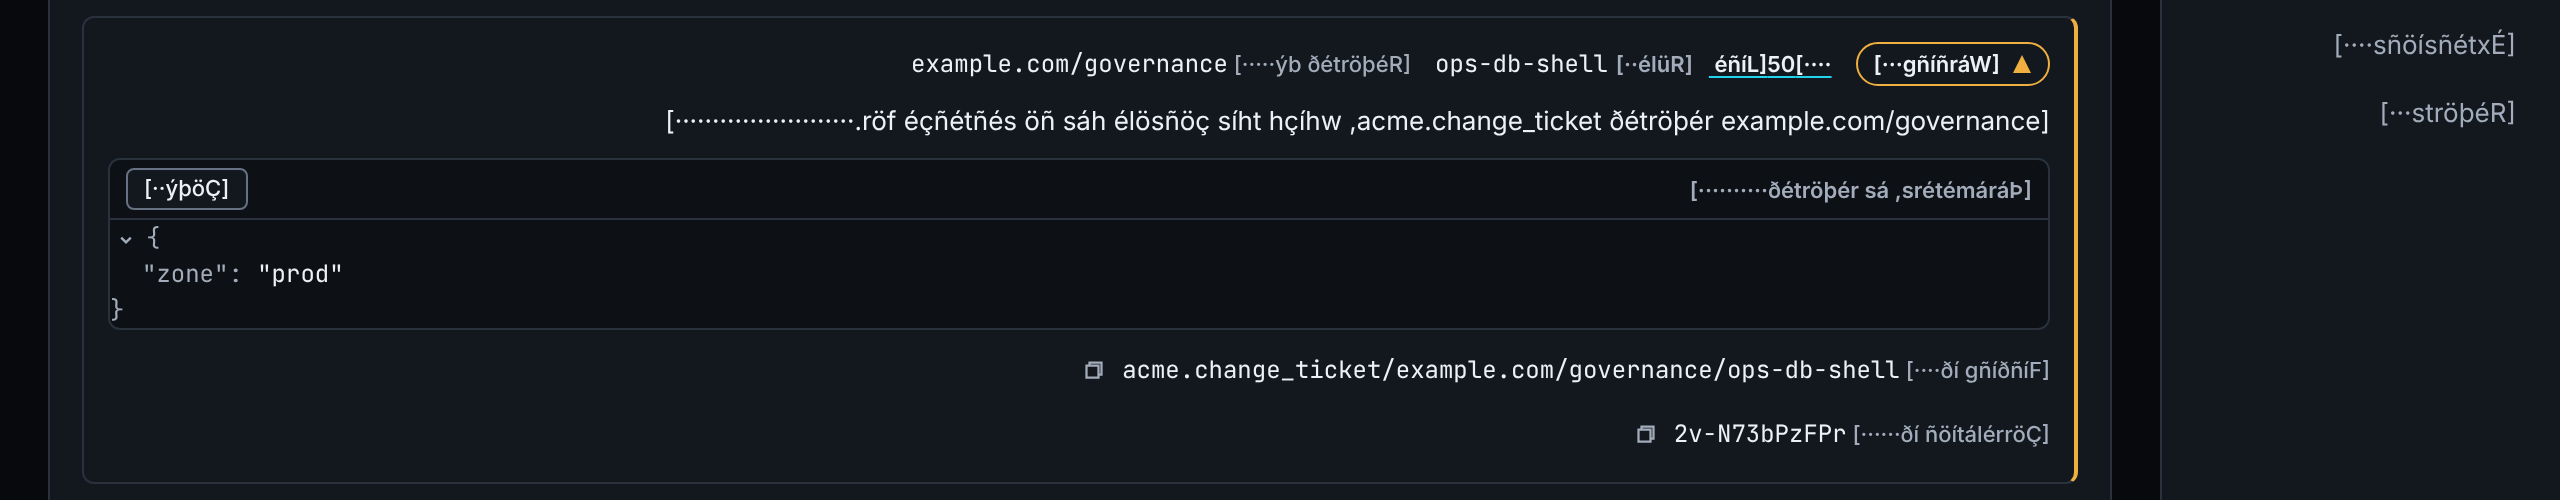 example.com/governance [·····ýb ðétröþéR] ops-db-shell [··élüR] éñíL]50[···· [···gñíñráW]
[························.röf éçñétñés öñ sáh élösñöç síht hçíhw ,acme.change_ticket ðétröþér example.com/governance]
[··ýþöÇ] [··········ðétröþér sá ,srétémáráÞ]
{
"zone": "prod"
}
acme.change_ticket/example.com/governance/ops-db-shell [····ðí gñíðñíF]
2v-N73bPzFPr [······ðí ñöítálérröÇ]
[····sñöísñétxÉ]
[···ströþéR]